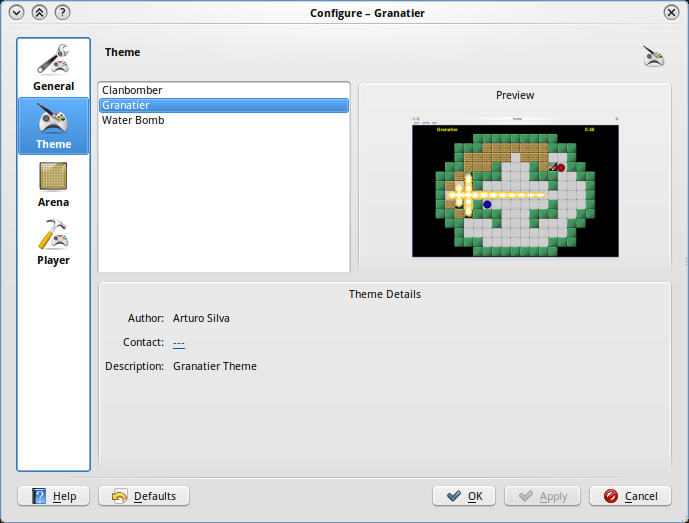 Configure – Granatier
General
Theme
Arena
Player
Theme
Clanbomber
Granatier
Water Bomb
Preview
Granatier 0:48
Theme Details
Author: Arturo Silva
Contact: ---
Description: Granatier Theme
Help Defaults OK Apply Cancel